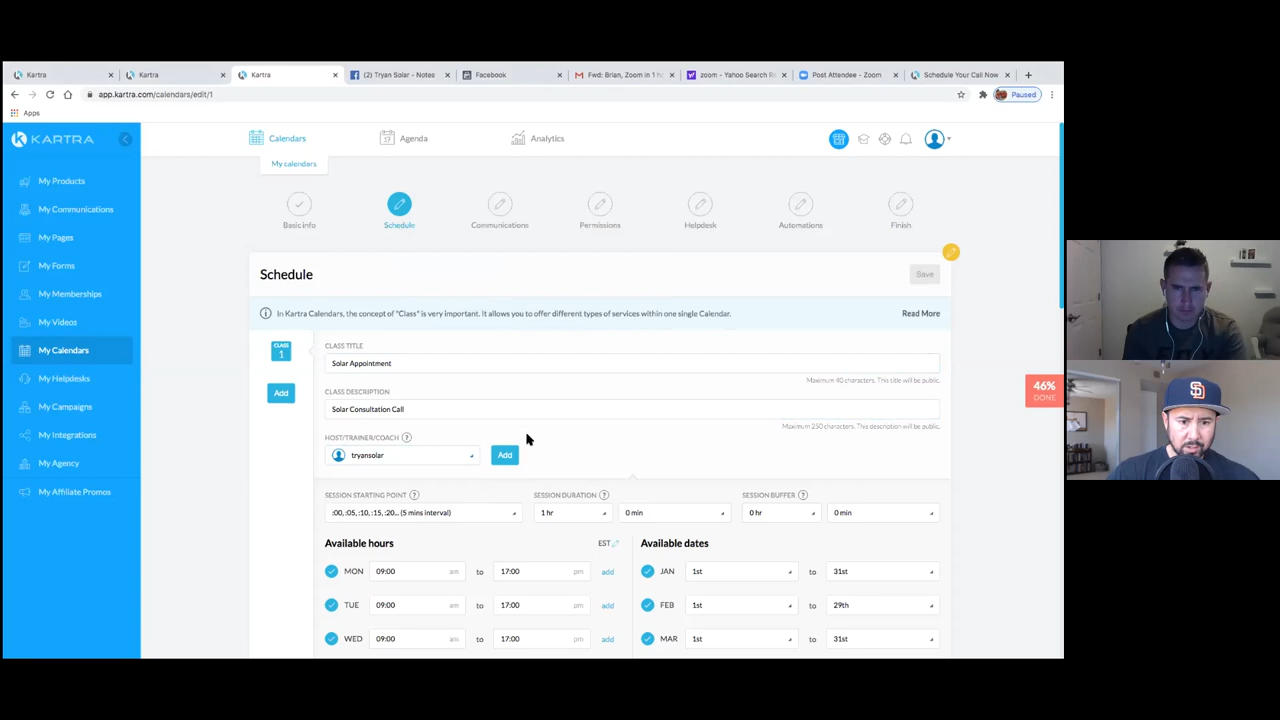 Kartra
Kartra
Kartra
(2) Tryan Solar - Notes
Facebook
Fwd: Brian, Zoom in 1 h
zoom - Yahoo Search R
Post Attendee - Zoom
Schedule Your Call Now
app.kartra.com/calendars/edit/1
Paused
Apps
KARTRA
Calendars
Agenda
Analytics
My calendars
My Products
My Communications
My Pages
My Forms
My Memberships
My Videos
My Calendars
My Helpdesks
My Campaigns
My Integrations
My Agency
My Affiliate Promos
Basic info
Schedule
Communications
Permissions
Helpdesk
Automations
Finish
Schedule
Save
In Kartra Calendars, the concept of "Class" is very important. It allows you to offer different types of services within one single Calendar.
Read More
CLASS
1
Add
CLASS TITLE
Solar Appointment
Maximum 40 characters. This title will be public.
CLASS DESCRIPTION
Solar Consultation Call
Maximum 250 characters. This description will be public.
HOST/TRAINER/COACH
tryansolar
Add
SESSION STARTING POINT
SESSION DURATION
SESSION BUFFER
:00, :05, :10, :15, :20... (5 mins interval)
1 hr
0 min
0 hr
0 min
Available hours
EST
Available dates
MON 09:00 am to 17:00 pm add
JAN 1st to 31st
TUE 09:00 am to 17:00 pm add
FEB 1st to 29th
WED 09:00 am to 17:00 pm add
MAR 1st to 31st
46%
DONE
SD